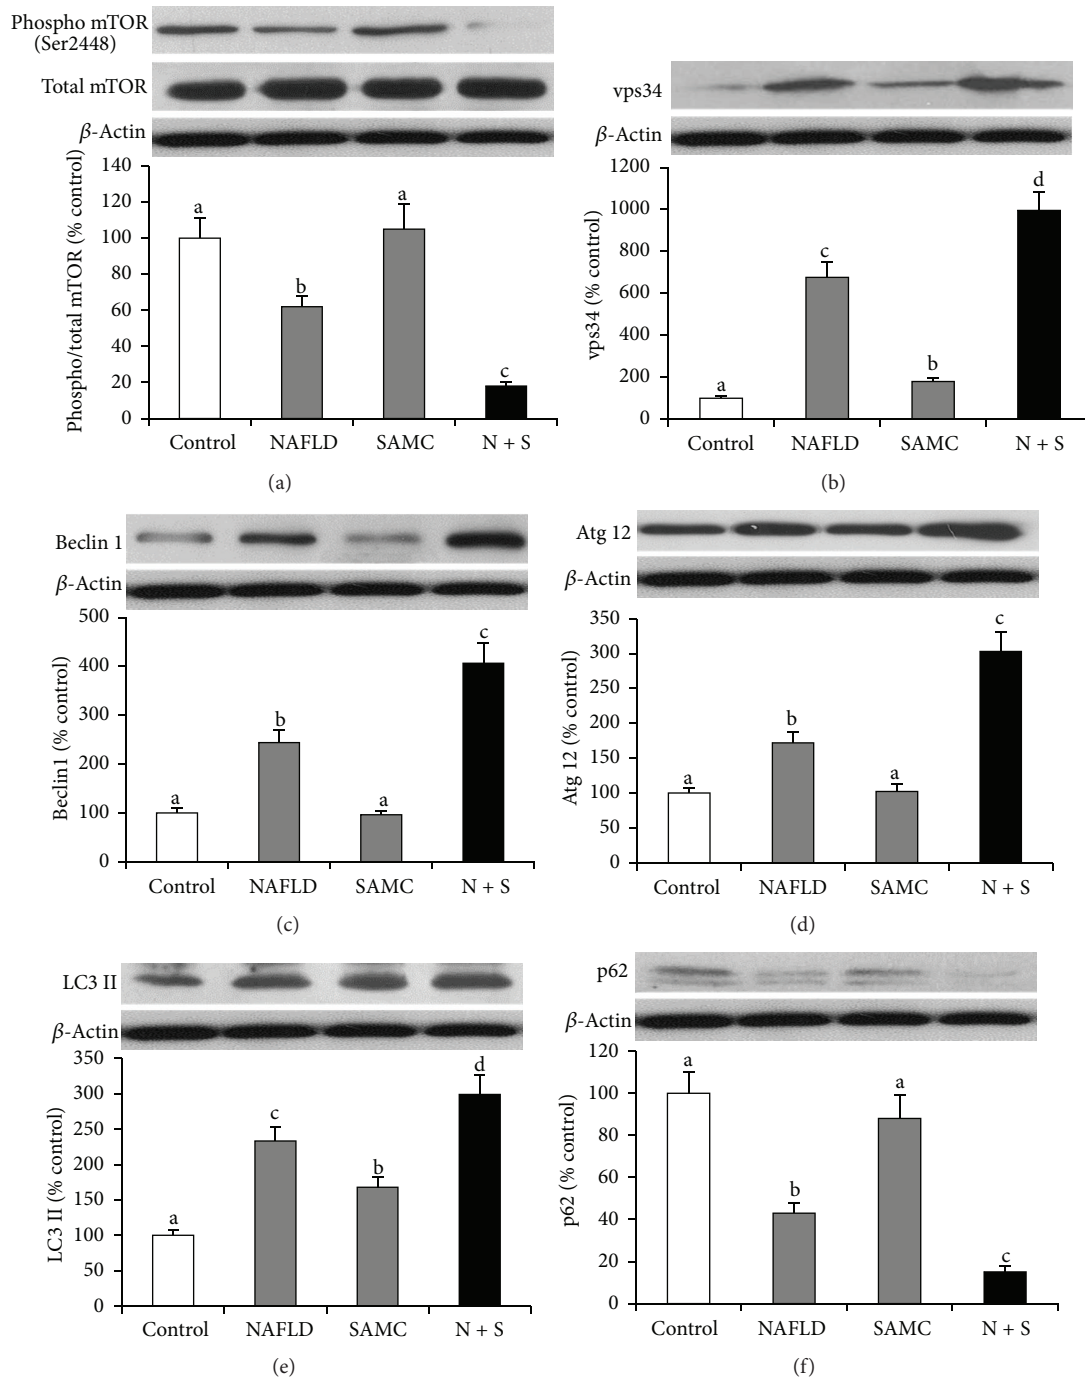 Phospho mTOR
(Ser2448)
Total mTOR
β-Actin
Phospho/total mTOR (% control)
140
120
100
80
60
40
20
0
a
b
a
c
Control NAFLD SAMC N + S
(a)
vps34
β-Actin
vps34 (% control)
1200
1000
800
600
400
200
0
a
c
b
d
Control NAFLD SAMC N + S
(b)
Beclin 1
β-Actin
Beclin1 (% control)
500
400
300
200
100
0
a
b
a
c
Control NAFLD SAMC N + S
(c)
Atg 12
β-Actin
Atg 12 (% control)
350
300
250
200
150
100
50
0
a
b
a
c
Control NAFLD SAMC N + S
(d)
LC3 II
β-Actin
LC3 II (% control)
350
300
250
200
150
100
50
0
a
c
b
d
Control NAFLD SAMC N + S
(e)
p62
β-Actin
p62 (% control)
120
100
80
60
40
20
0
a
b
a
c
Control NAFLD SAMC N + S
(f)